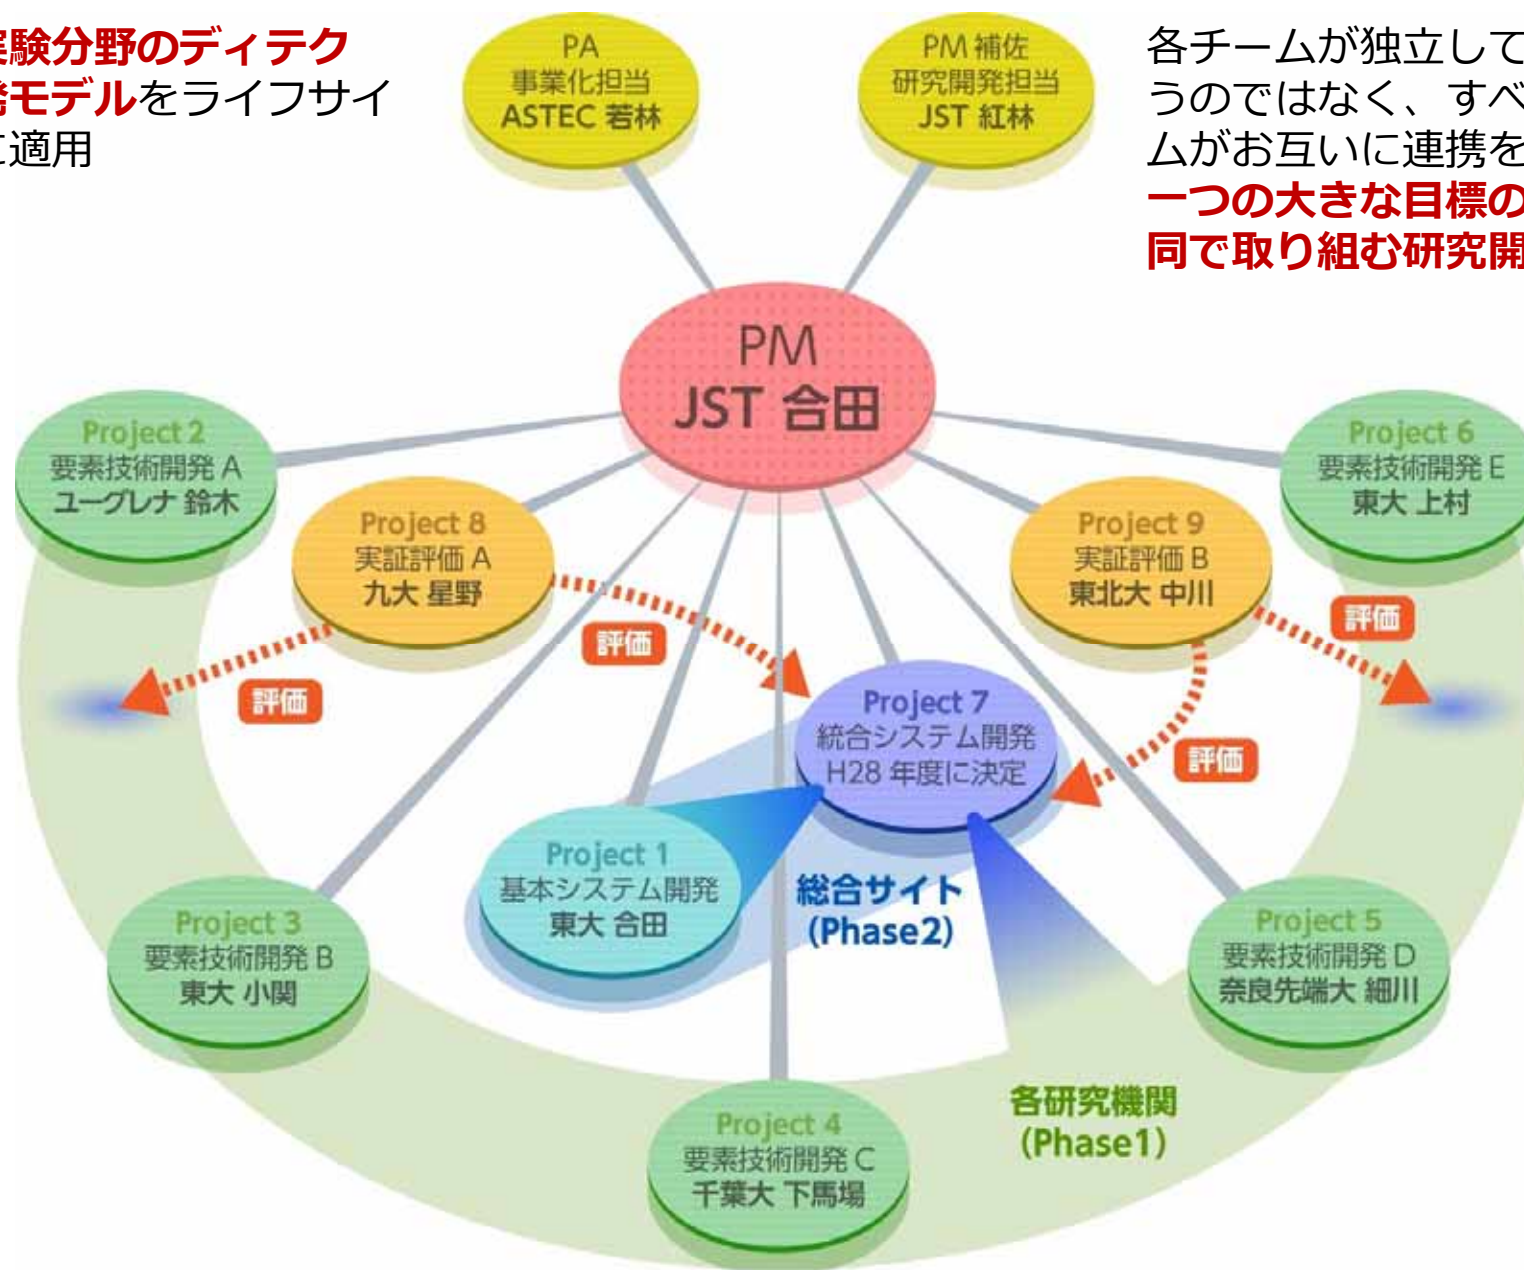 実験分野のディテク
発モデルをライフサイ
に適用
PA
事業化担当
ASTEC 若林
PM 補佐
研究開発担当
JST 紅林
各チームが独立して
うのではなく、すべ
ムがお互いに連携を
一つの大きな目標の
同で取り組む研究開
PM
JST 合田
Project 2
要素技術開発 A
ユーグレナ 鈴木
Project 8
実証評価 A
九大 星野
Project 9
実証評価 B
東北大 中川
Project 6
要素技術開発 E
東大 上村
評価
評価
評価
評価
Project 7
統合システム開発
H28 年度に決定
Project 1
基本システム開発
東大 合田
総合サイト
(Phase2)
Project 3
要素技術開発 B
東大 小関
Project 5
要素技術開発 D
奈良先端大 細川
Project 4
要素技術開発 C
千葉大 下馬場
各研究機関
(Phase1)